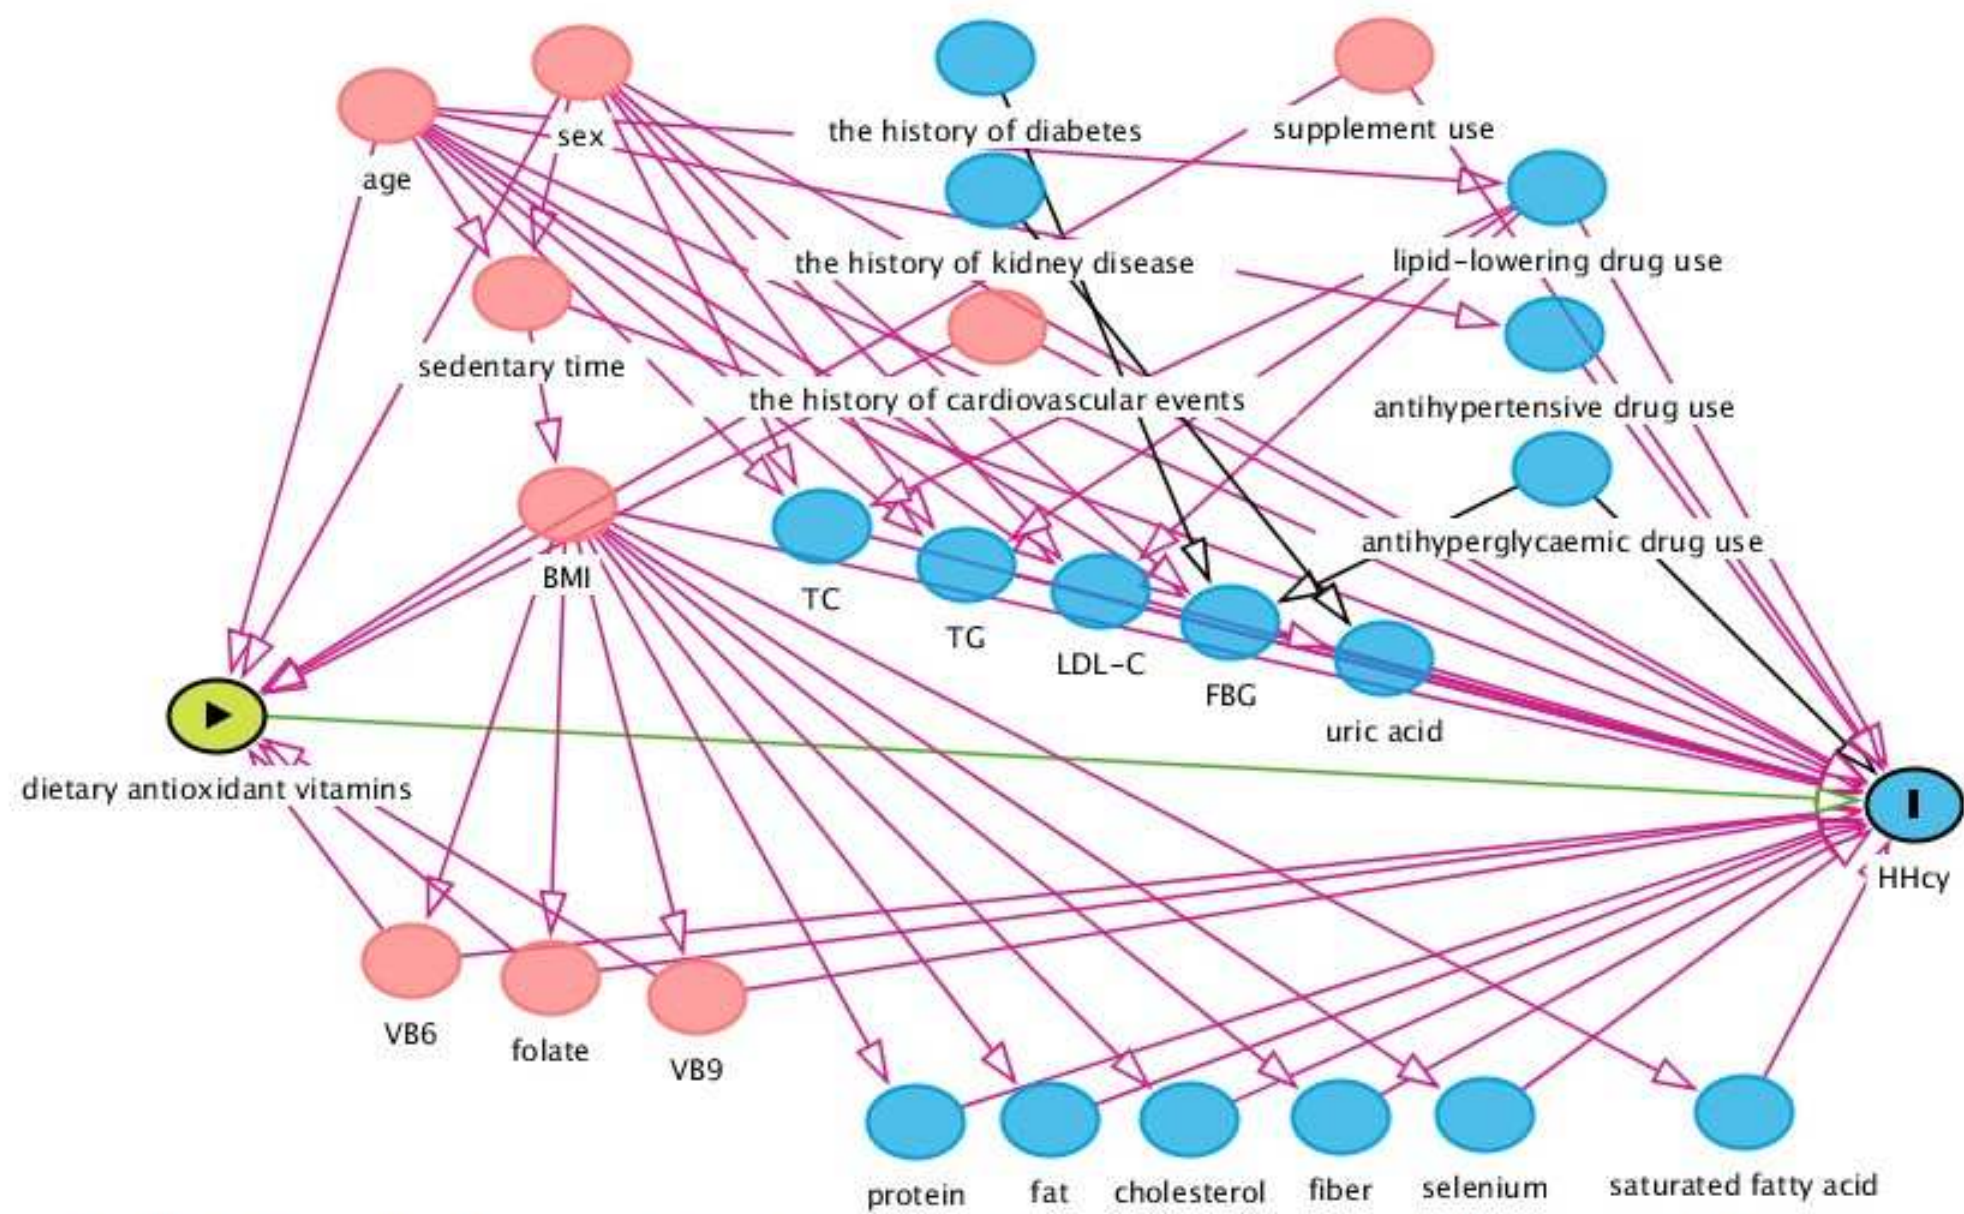 the history of diabetes
supplement use
sex
age
the history of kidney disease
lipid-lowering drug use
sedentary time
the history of cardiovascular events
antihypertensive drug use
antihyperglycaemic drug use
BMI
TC
TG
LDL-C
FBG
uric acid
dietary antioxidant vitamins
HHcy
VB6
folate
VB9
protein
fat
cholesterol
fiber
selenium
saturated fatty acid